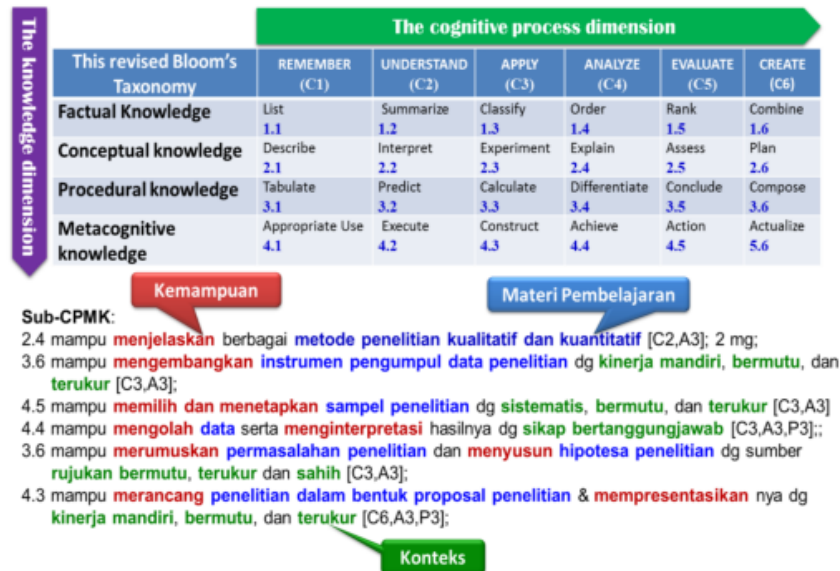 The cognitive process dimension
The knowledge dimension
This revised Bloom's Taxonomy REMEMBER (C1) UNDERSTAND (C2) APPLY (C3) ANALYZE (C4) EVALUATE (C5) CREATE (C6)
Factual Knowledge List Summarize Classify Order Rank Combine
1.1 1.2 1.3 1.4 1.5 1.6
Conceptual knowledge Describe Interpret Experiment Explain Assess Plan
2.1 2.2 2.3 2.4 2.5 2.6
Procedural knowledge Tabulate Predict Calculate Differentiate Conclude Compose
3.1 3.2 3.3 3.4 3.5 3.6
Metacognitive knowledge Appropriate Use Execute Construct Achieve Action Actualize
4.1 4.2 4.3 4.4 4.5 5.6
Kemampuan
Materi Pembelajaran
Sub-CPMK:
2.4 mampu menjelaskan berbagai metode penelitian kualitatif dan kuantitatif [C2,A3]; 2 mg;
3.6 mampu mengembangkan instrumen pengumpul data penelitian dg kinerja mandiri, bermutu, dan
terukur [C3,A3];
4.5 mampu memilih dan menetapkan sampel penelitian dg sistematis, bermutu, dan terukur [C3,A3]
4.4 mampu mengolah data serta menginterpretasi hasilnya dg sikap bertanggungjawab [C3,A3,P3];;
3.6 mampu merumuskan permasalahan penelitian dan menyusun hipotesa penelitian dg sumber
rujukan bermutu, terukur dan sahih [C3,A3];
4.3 mampu merancang penelitian dalam bentuk proposal penelitian & mempresentasikan nya dg
kinerja mandiri, bermutu, dan terukur [C6,A3,P3];
Konteks